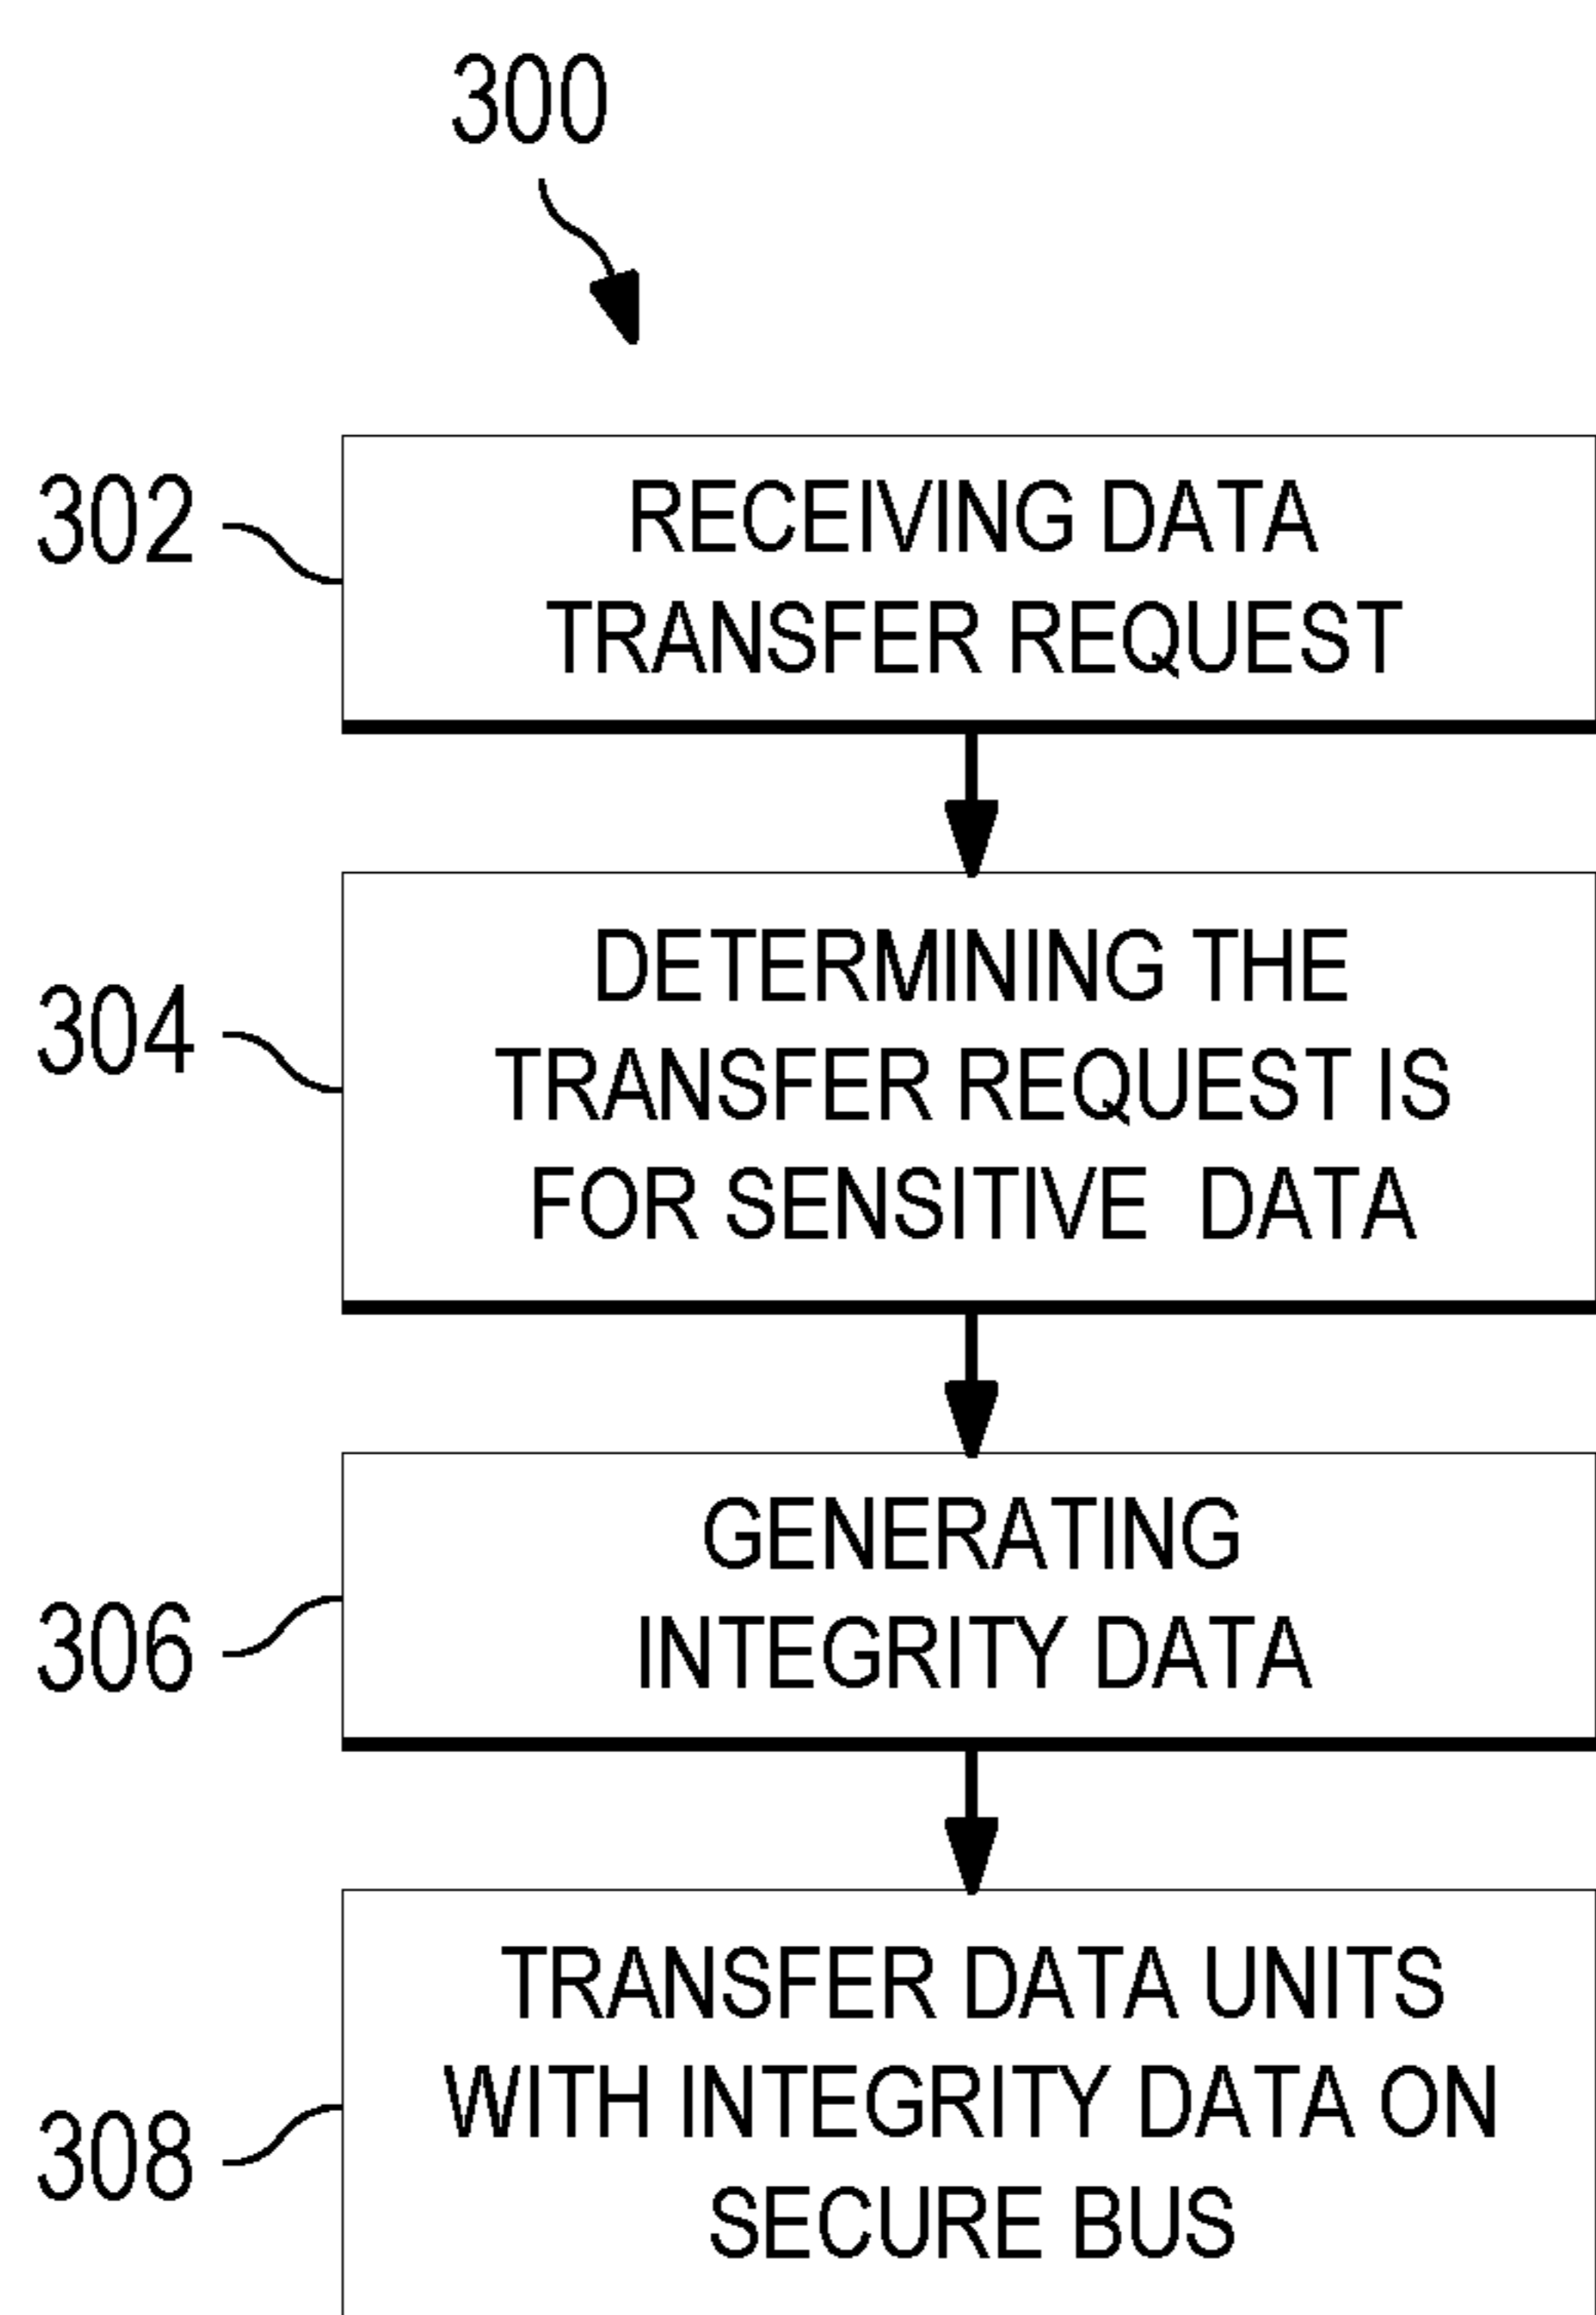 300
302
RECEIVING DATA
TRANSFER REQUEST
304
DETERMINING THE
TRANSFER REQUEST IS
FOR SENSITIVE DATA
306
GENERATING
INTEGRITY DATA
308
TRANSFER DATA UNITS
WITH INTEGRITY DATA ON
SECURE BUS